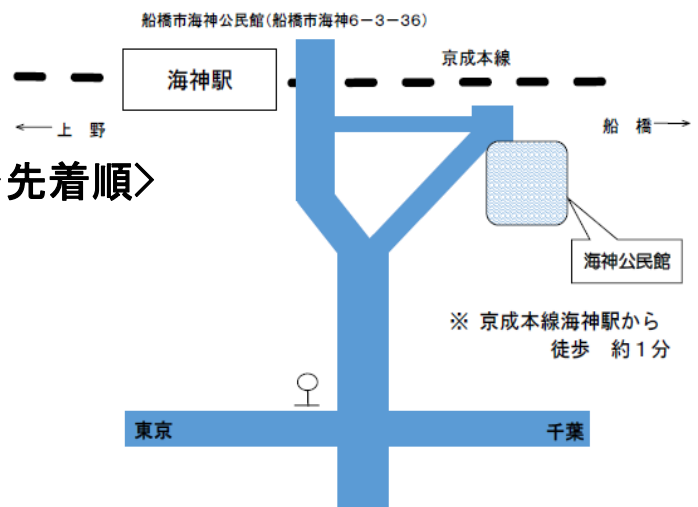 船橋市海神公民館(船橋市海神6-3-36)
京成本線
海神駅
← 上 野
船 橋 →
先着順>
海神公民館
※ 京成本線海神駅から
徒歩 約1分
東京
千葉